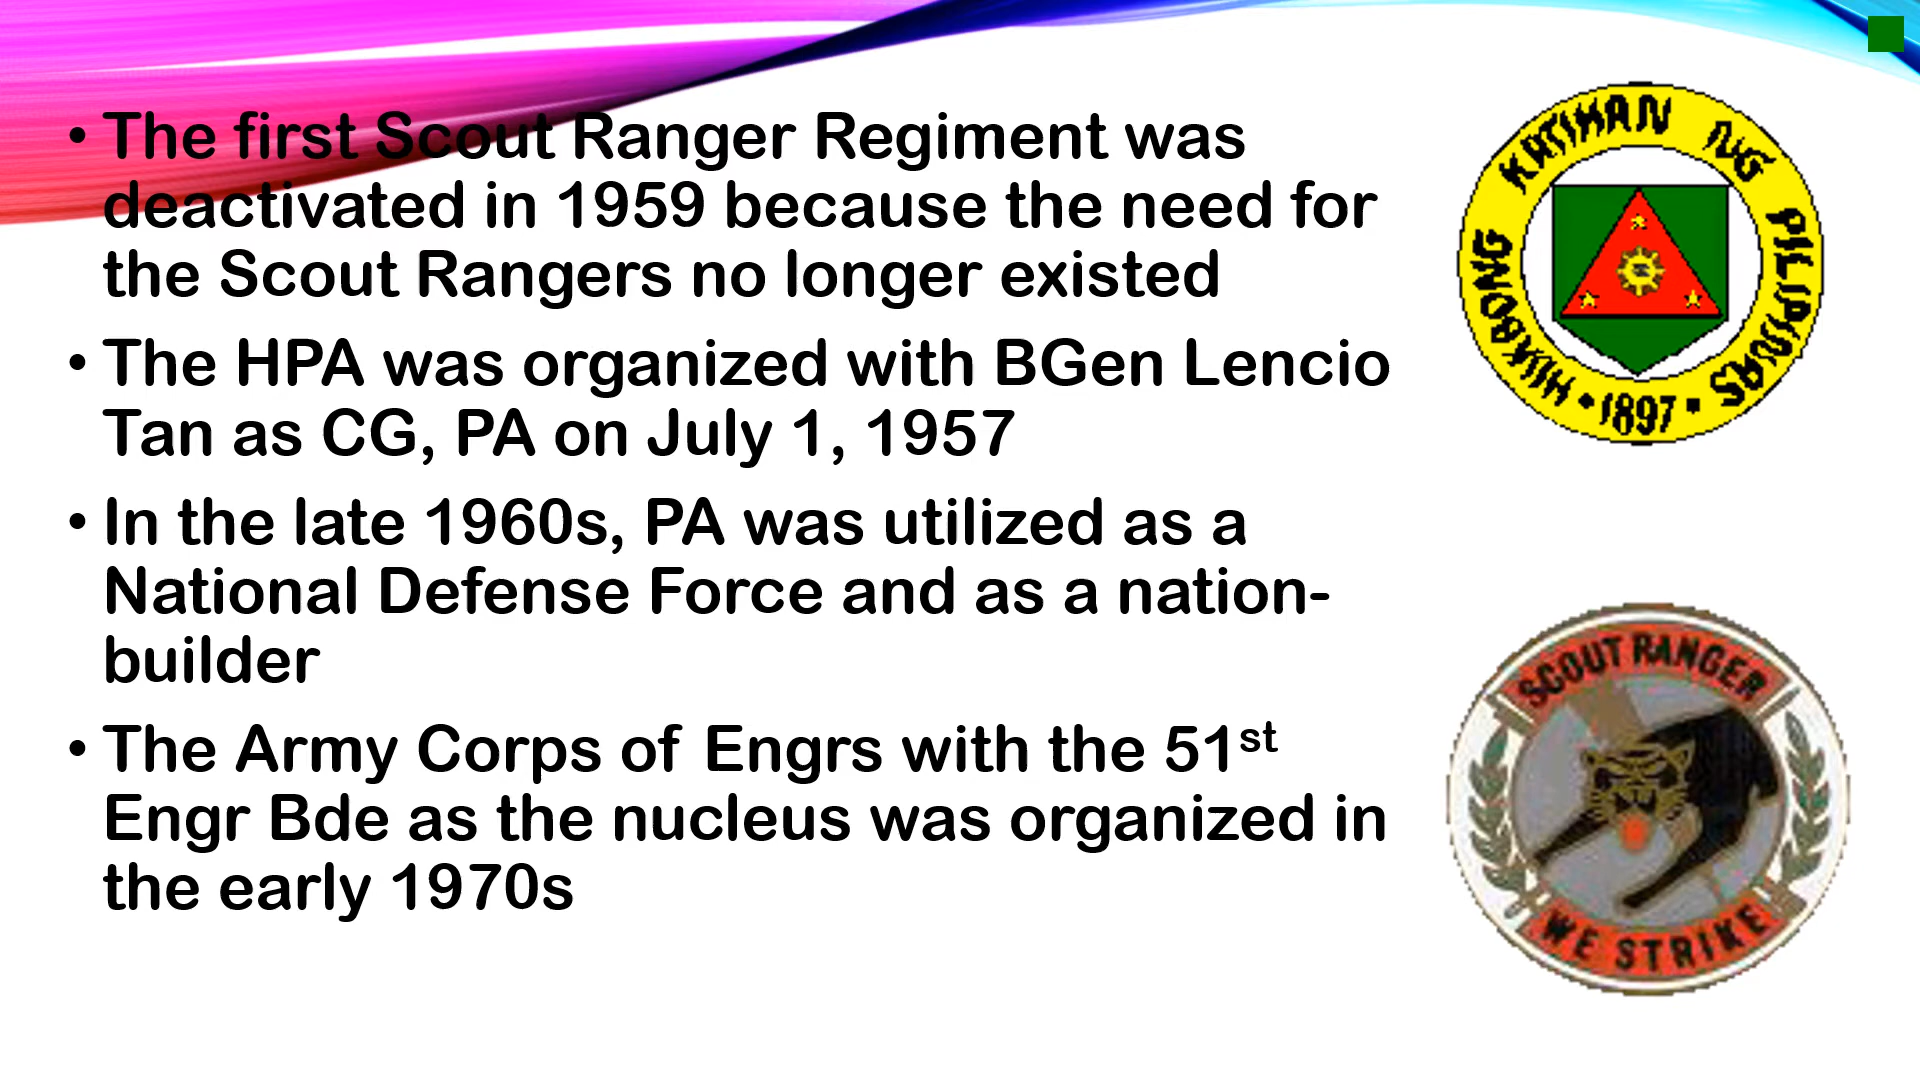 • The first Scout Ranger Regiment was
deactivated in 1959 because the need for
the Scout Rangers no longer existed
• The HPA was organized with BGen Lencio
Tan as CG, PA on July 1, 1957
• In the late 1960s, PA was utilized as a
National Defense Force and as a nation-
builder
• The Army Corps of Engrs with the 51st
Engr Bde as the nucleus was organized in
the early 1970s
HUKBONG KATIHAN NG PILIPINAS
• 1897 •
SCOUT RANGER
WE STRIKE